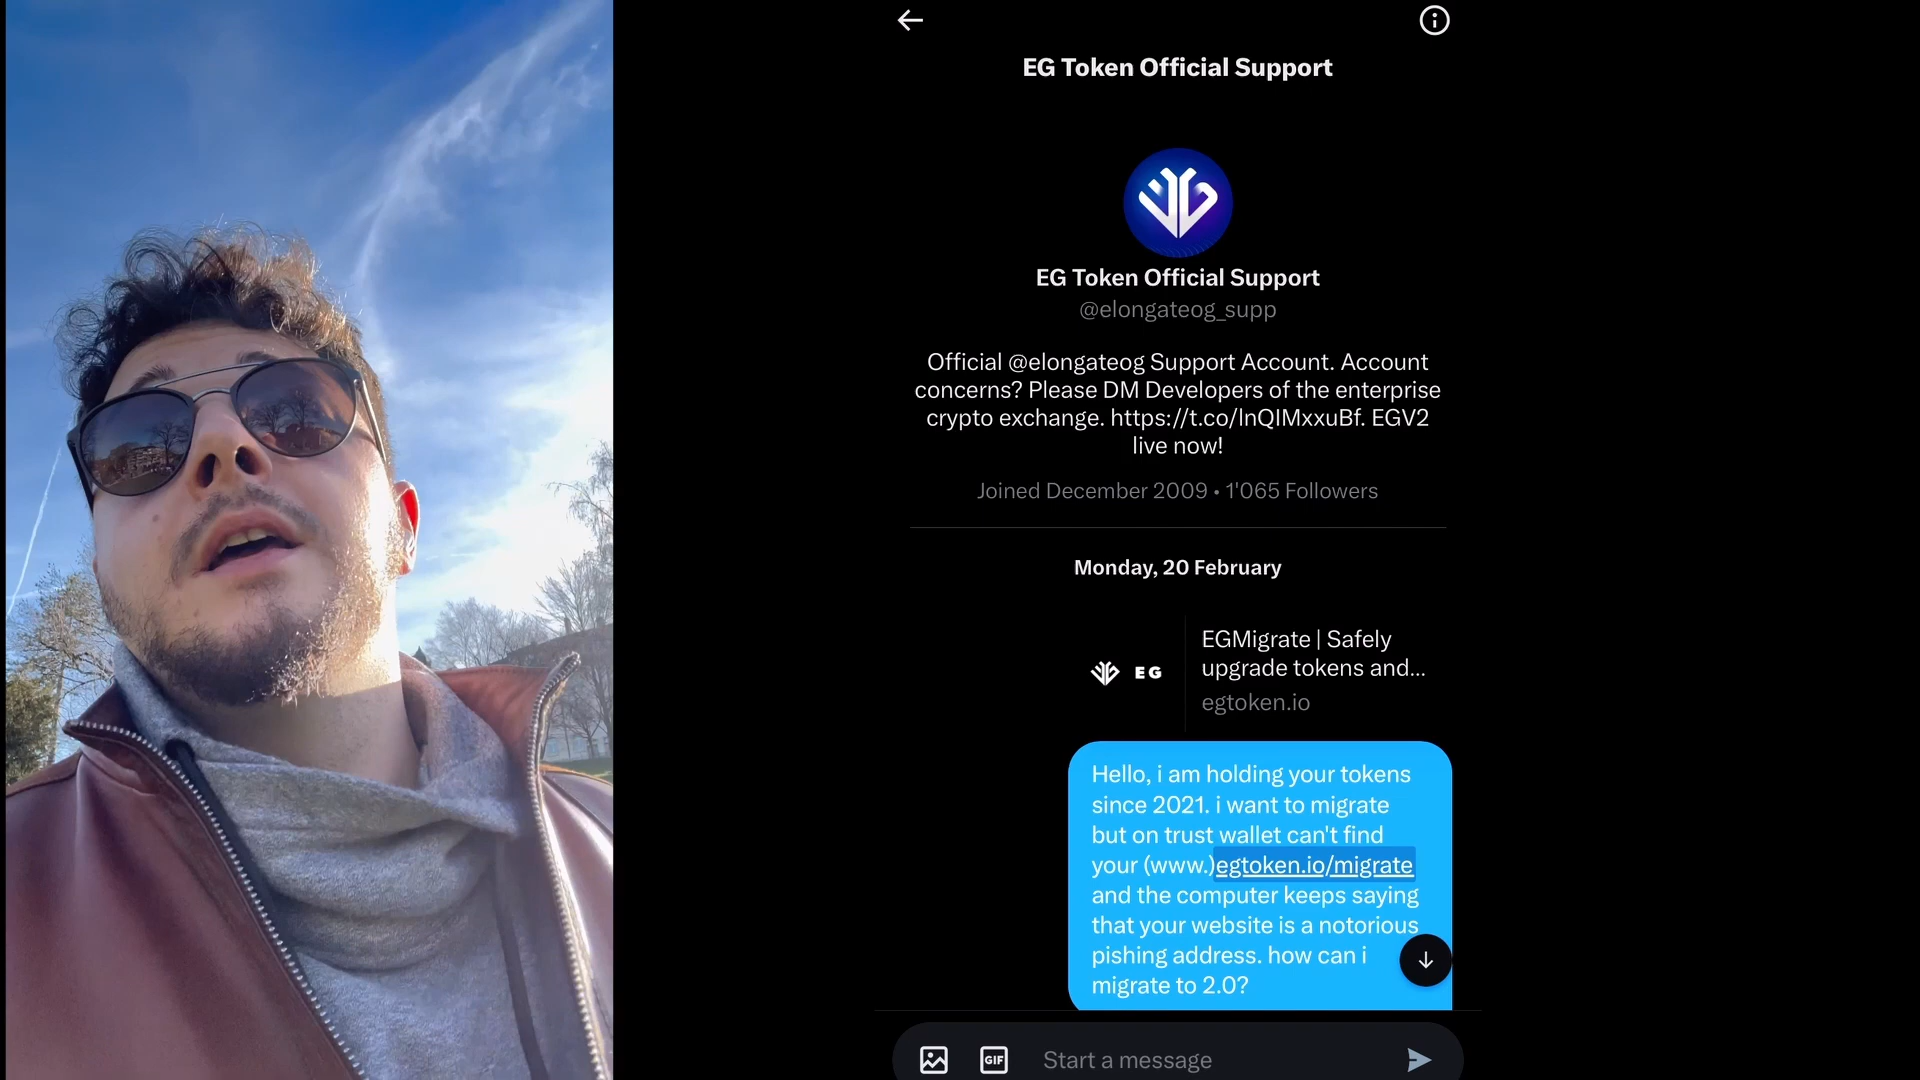 EG Token Official Support
EG Token Official Support
@elongateog_supp
Official @elongateog Support Account. Account
concerns? Please DM Developers of the enterprise
crypto exchange. https://t.co/lnQIMxxuBf. EGV2
live now!
Joined December 2009 • 1'065 Followers
Monday, 20 February
EG
EGMigrate | Safely
upgrade tokens and...
egtoken.io
Hello, i am holding your tokens
since 2021. i want to migrate
but on trust wallet can't find
your (www.)egtoken.io/migrate
and the computer keeps saying
that your website is a notorious
pishing address. how can i
migrate to 2.0?
GIF
Start a message